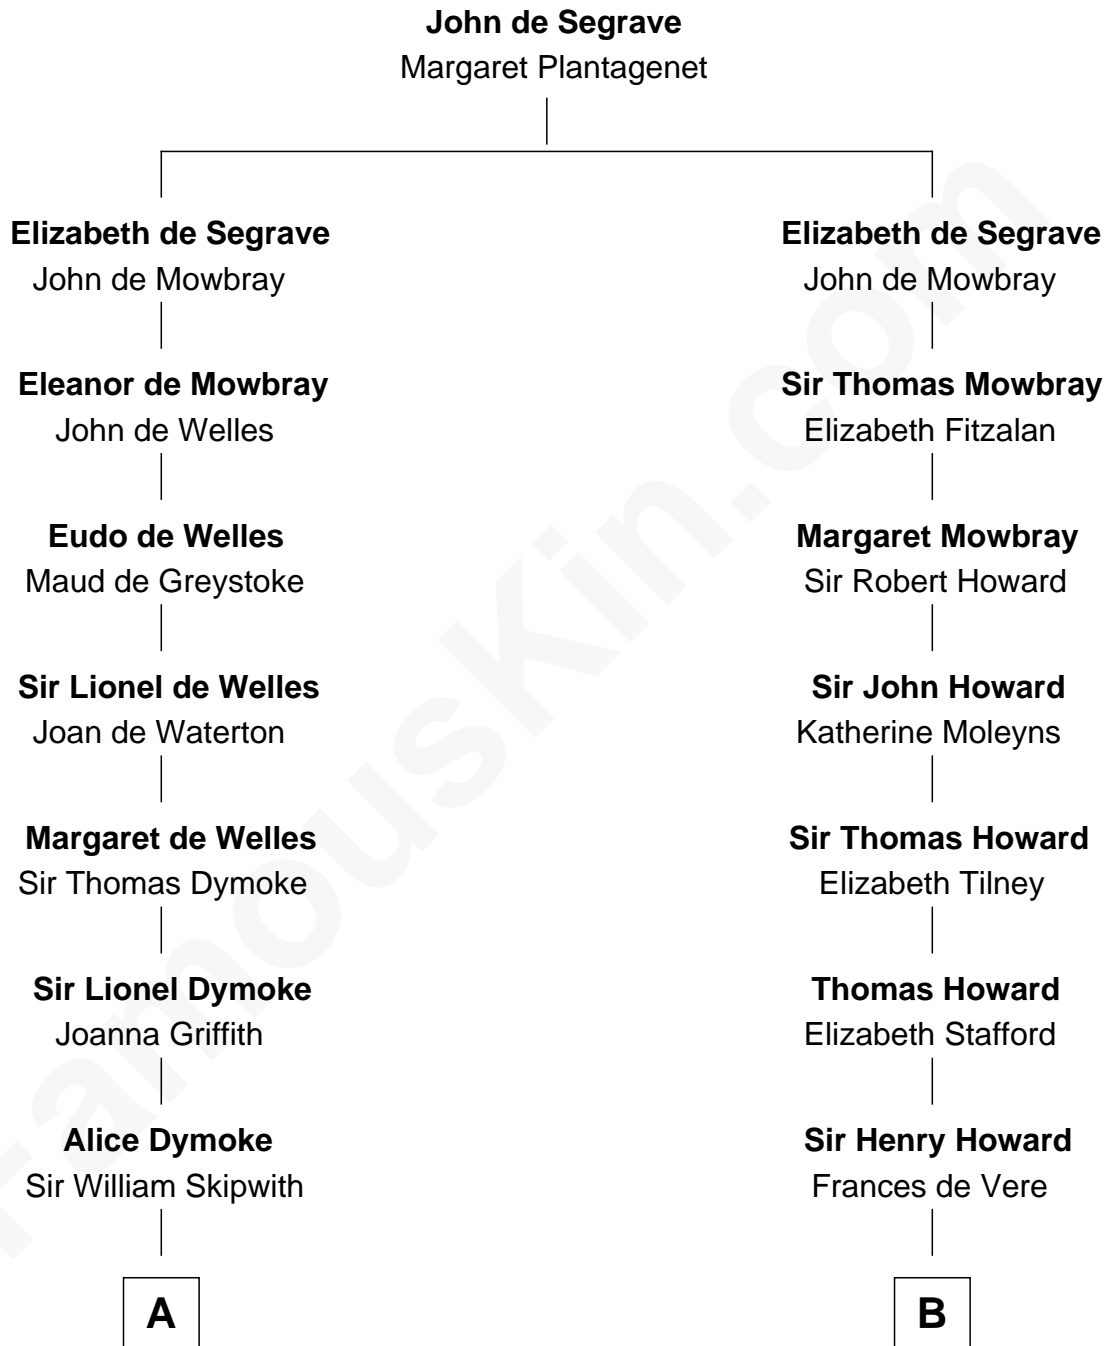 John de Segrave
Margaret Plantagenet
Elizabeth de Segrave
John de Mowbray
Eleanor de Mowbray
John de Welles
Eudo de Welles
Maud de Greystoke
Sir Lionel de Welles
Joan de Waterton
Margaret de Welles
Sir Thomas Dymoke
Sir Lionel Dymoke
Joanna Griffith
Alice Dymoke
Sir William Skipwith
A
Elizabeth de Segrave
John de Mowbray
Sir Thomas Mowbray
Elizabeth Fitzalan
Margaret Mowbray
Sir Robert Howard
Sir John Howard
Katherine Moleyns
Sir Thomas Howard
Elizabeth Tilney
Thomas Howard
Elizabeth Stafford
Sir Henry Howard
Frances de Vere
B
FamousKin.com